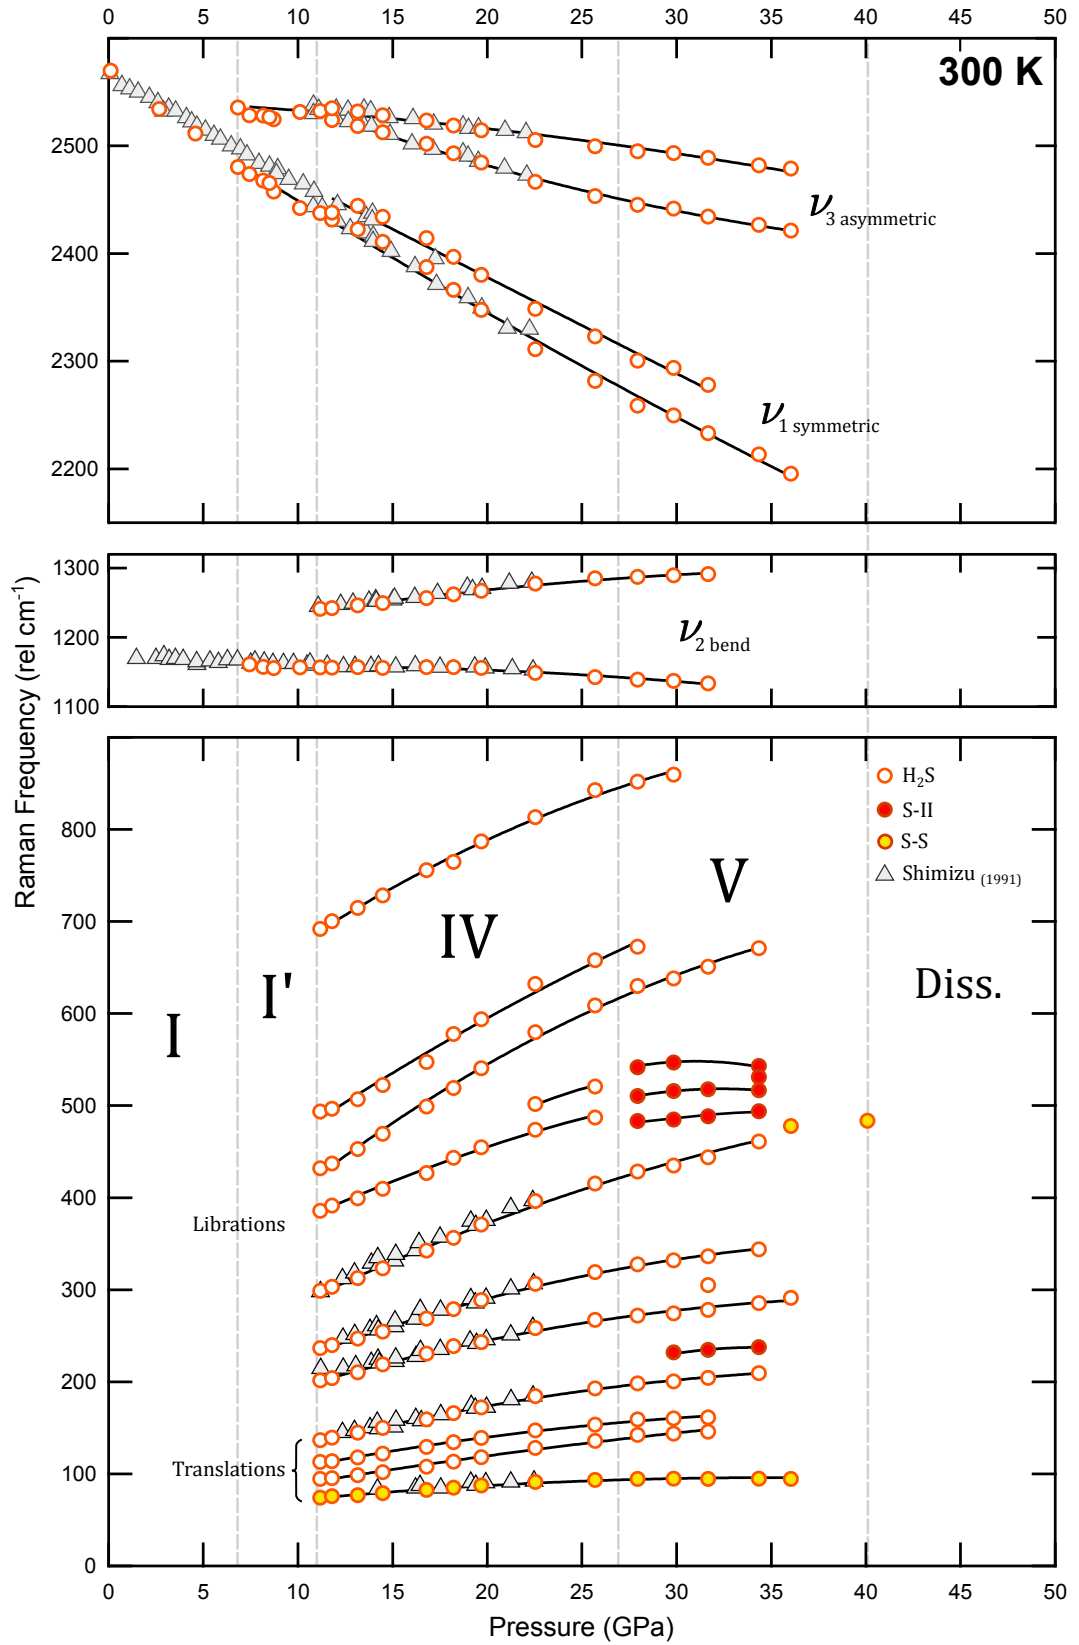 0 5 10 15 20 25 30 35 40 45 50
300 K
2500
2400
2300
2200
ν3 asymmetric
ν1 symmetric
1300
1200
1100
ν2 bend
Raman Frequency (rel cm-1)
800
700
600
500
400
300
200
100
0
H2S
S-II
S-S
Shimizu (1991)
V
IV
I'
I
Diss.
Librations
Translations
0 5 10 15 20 25 30 35 40 45 50
Pressure (GPa)